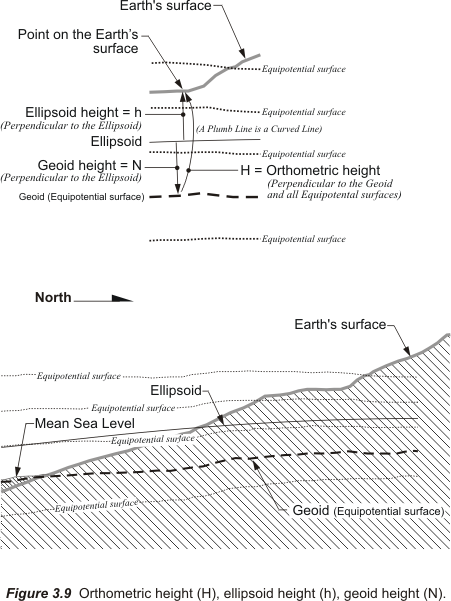 Earth's surface
Point on the Earth's
surface
Equipotential surface
Ellipsoid height = h
(Perpendicular to the Ellipsoid)
Equipotential surface
(A Plumb Line is a Curved Line)
Ellipsoid
Equipotential surface
Geoid height = N
(Perpendicular to the Ellipsoid)
H = Orthometric height
(Perpendicular to the Geoid
and all Equipotental surfaces)
Geoid (Equipotential surface)
Equipotential surface
North
Earth's surface
Equipotential surface
Ellipsoid
Equipotential surface
Mean Sea Level
Equipotential surface
Equipotential surface
Geoid (Equipotential surface)
Figure 3.9 Orthometric height (H), ellipsoid height (h), geoid height (N).